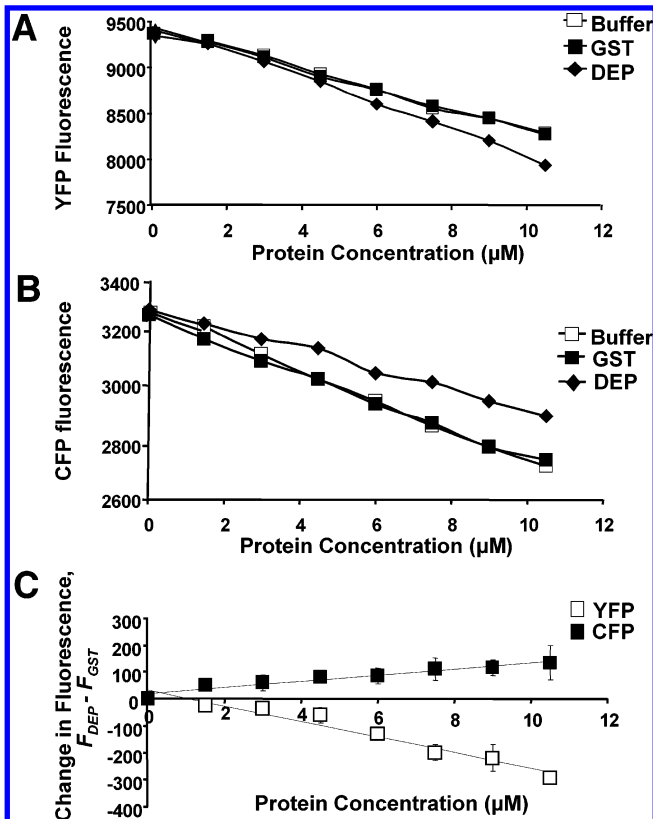 A
YFP Fluorescence
9500
9000
8500
8000
7500
0 2 4 6 8 10 12
Protein Concentration (µM)
Buffer
GST
DEP
B
CFP fluorescence
3400
3200
3000
2800
2600
0 2 4 6 8 10 12
Protein Concentration (µM)
Buffer
GST
DEP
C
Change in Fluorescence,
F_DEP - F_GST
300
200
100
0
-100
-200
-300
-400
0 2 4 6 8 10 12
Protein Concentration (µM)
YFP
CFP